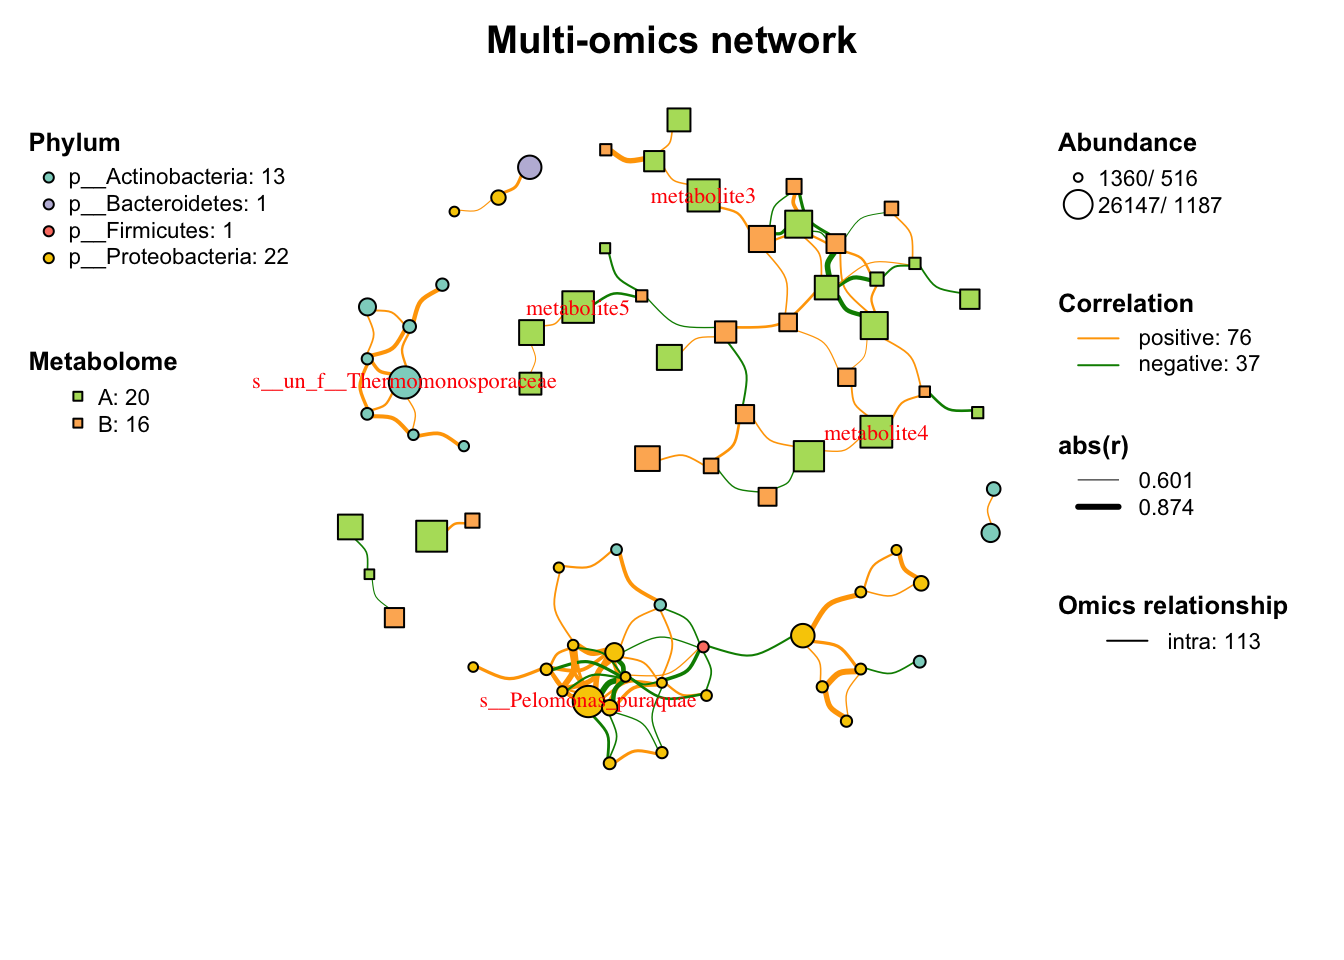 Multi-omics network
Phylum
p__Actinobacteria: 13
p__Bacteroidetes: 1
p__Firmicutes: 1
p__Proteobacteria: 22
Metabolome
A: 20
B: 16
metabolite3
metabolite5
s__un_f__Thermomonosporaceae
metabolite4
s__Pelomonas_puraquae
Abundance
1360/ 516
26147/ 1187
Correlation
positive: 76
negative: 37
abs(r)
0.601
0.874
Omics relationship
intra: 113